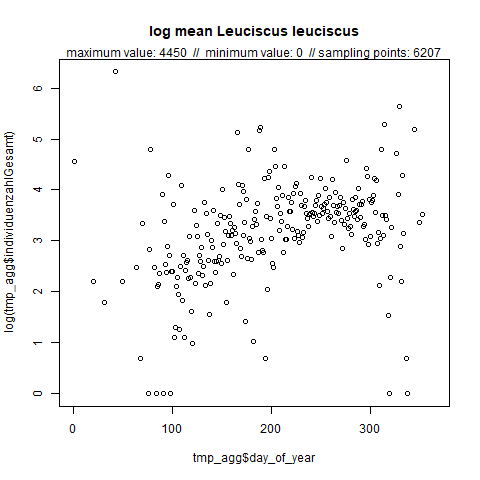 log mean Leuciscus leuciscus
maximum value: 4450 // minimum value: 0 // sampling points: 6207
log(tmp_agg$individuenzahlGesamt)
6
5
4
3
2
1
0
0 100 200 300
tmp_agg$day_of_year